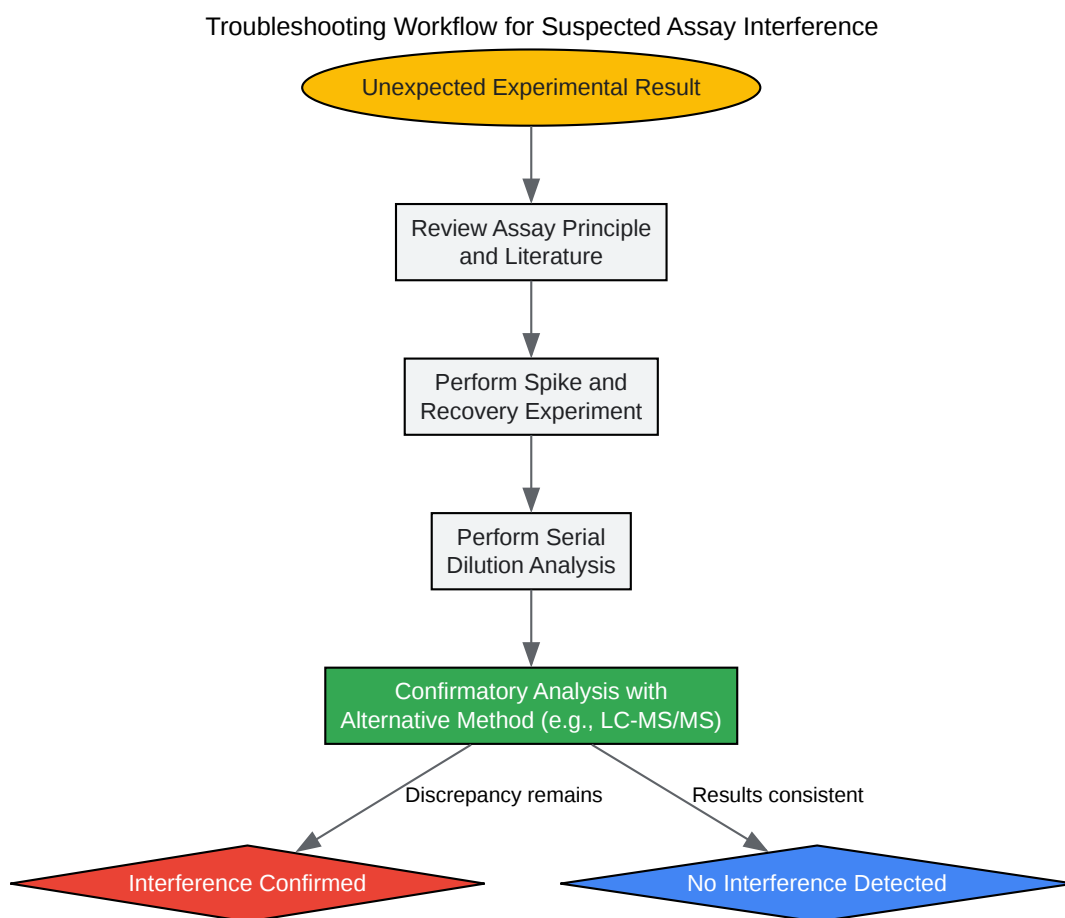 Troubleshooting Workflow for Suspected Assay Interference
Unexpected Experimental Result
Review Assay Principle
and Literature
Perform Spike and
Recovery Experiment
Perform Serial
Dilution Analysis
Confirmatory Analysis with
Alternative Method (e.g., LC-MS/MS)
Discrepancy remains
Results consistent
Interference Confirmed
No Interference Detected